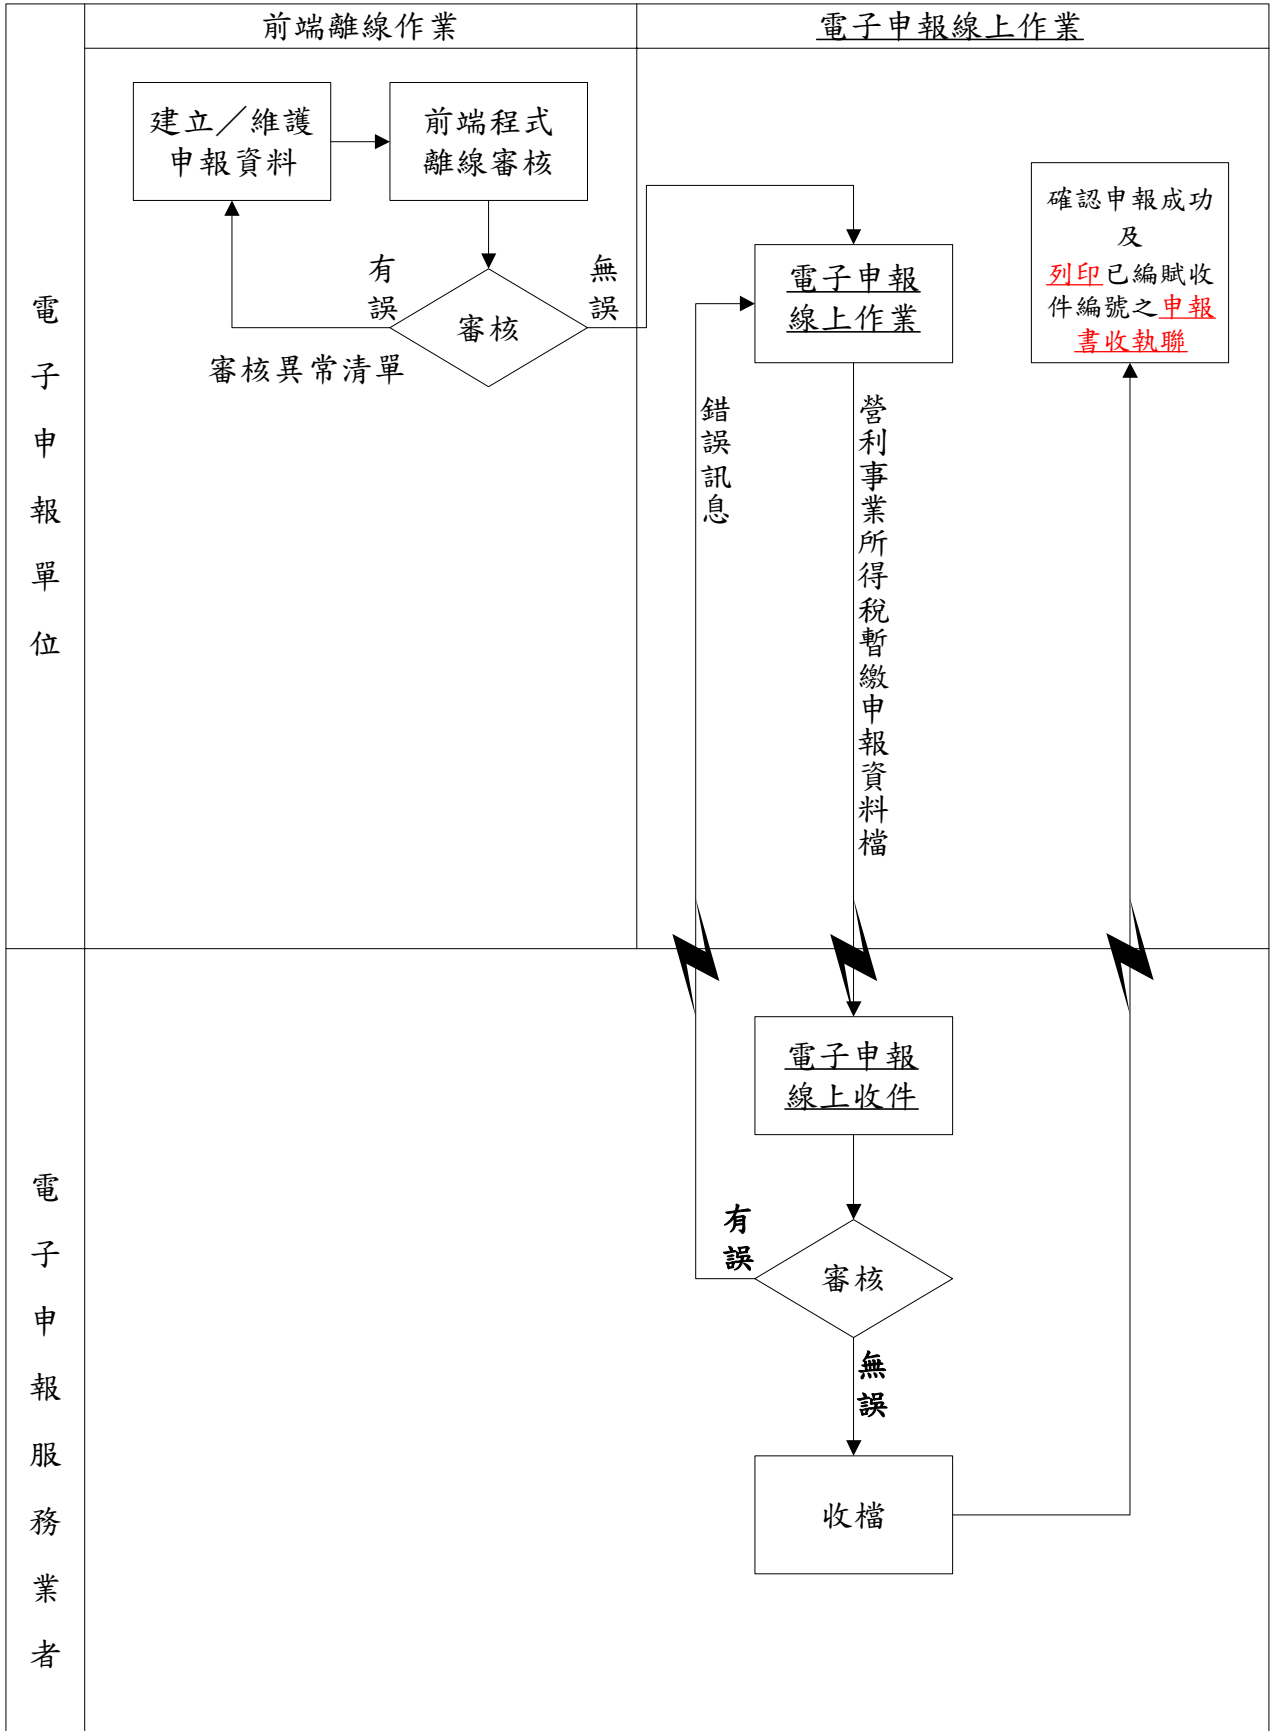 前端離線作業
電子申報線上作業
電子申報單位
建立／維護
申報資料
前端程式
離線審核
有誤
審核
無誤
審核異常清單
電子申報
線上作業
確認申報成功
及
列印已編賦收
件編號之申報
書收執聯
錯誤訊息
營利事業所得稅暫繳申報資料檔
電子申報服務業者
電子申報
線上收件
有誤
審核
無誤
收檔